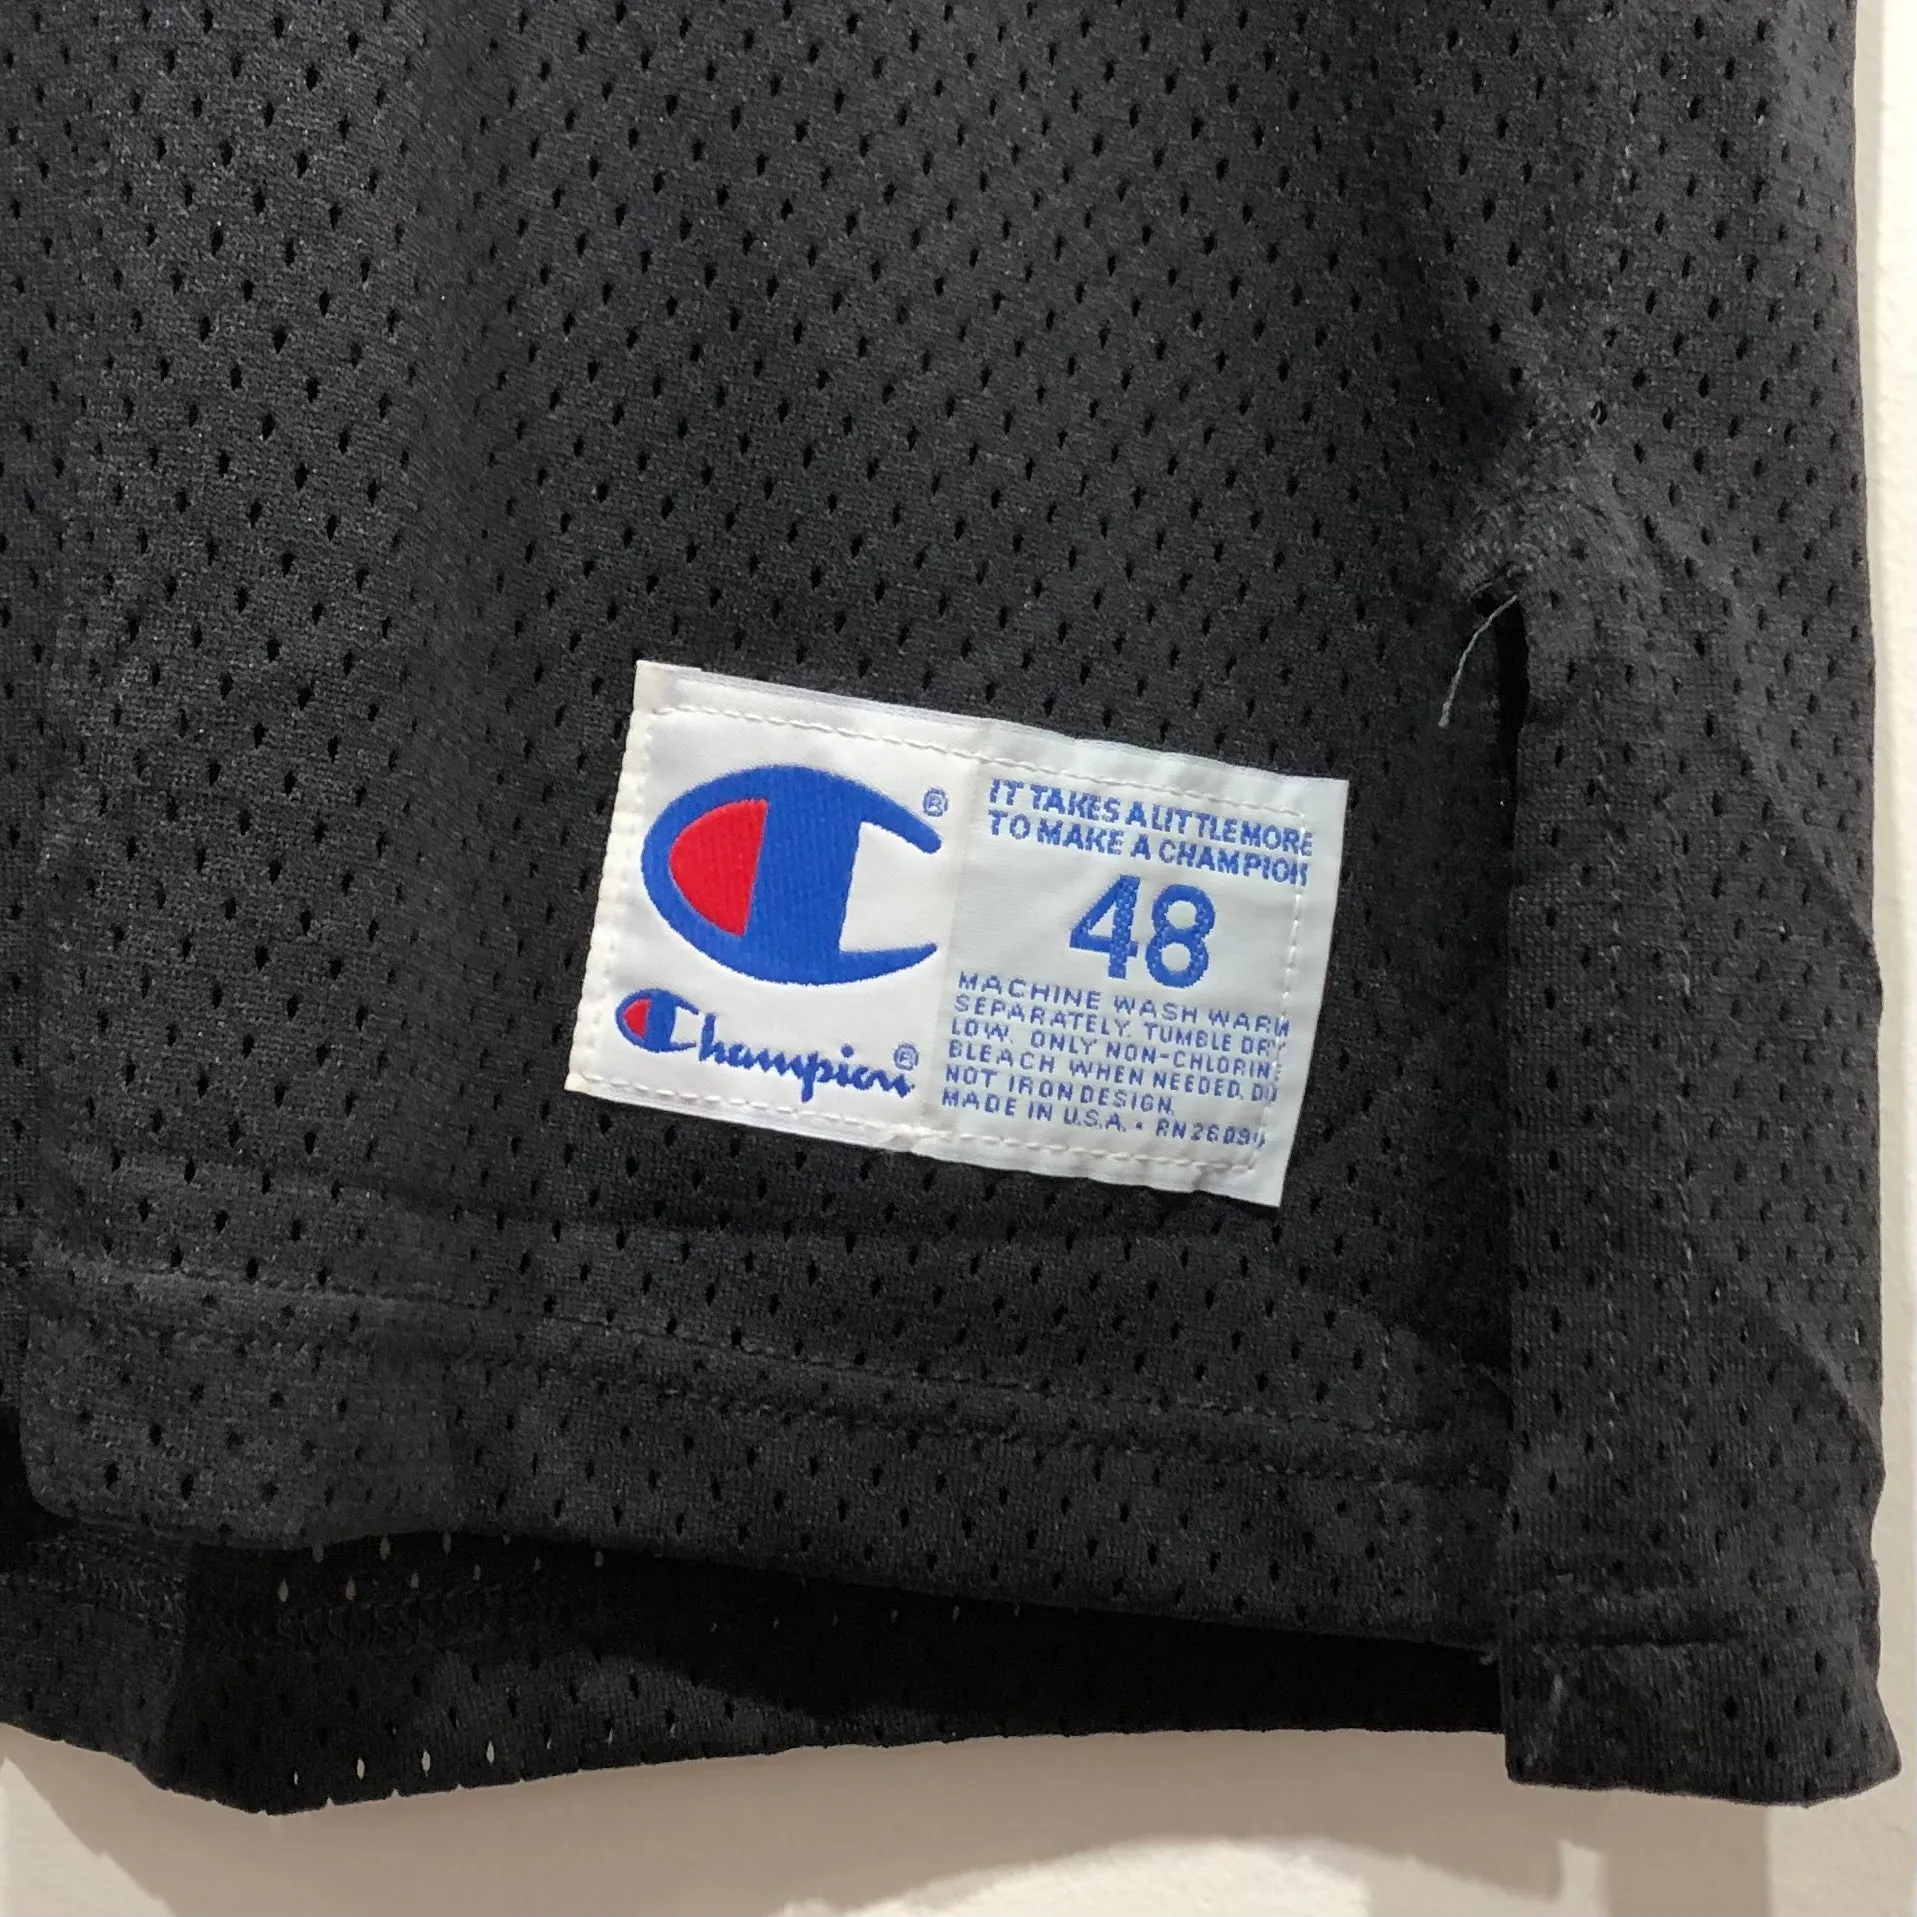 ®
Champion®
IT TAKES A LITTLE MORE
TO MAKE A CHAMPION
48
MACHINE WASH WARM
SEPARATELY. TUMBLE DRY
LOW. ONLY NON-CHLORINE
BLEACH WHEN NEEDED. DO
NOT IRON DESIGN.
MADE IN U.S.A. • RN26094